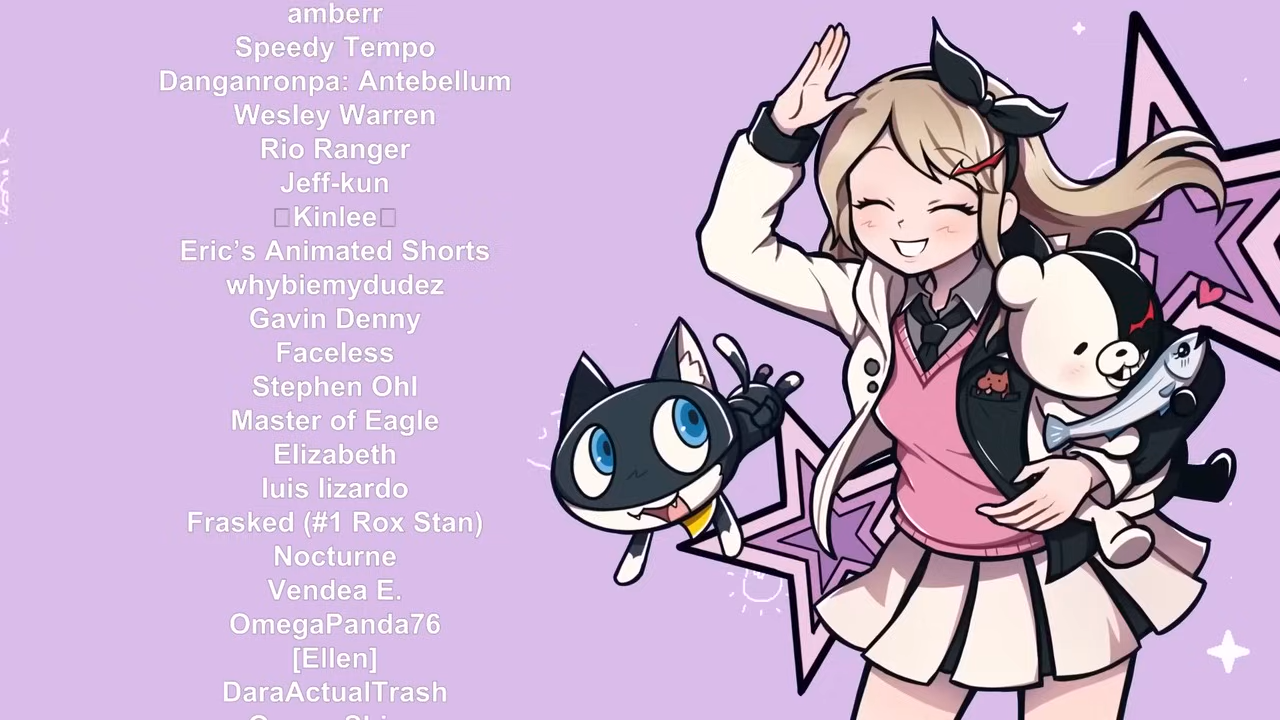 amberr
Speedy Tempo
Danganronpa: Antebellum
Wesley Warren
Rio Ranger
Jeff-kun
□Kinlee□
Eric’s Animated Shorts
whybiemydudez
Gavin Denny
Faceless
Stephen Ohl
Master of Eagle
Elizabeth
luis lizardo
Frasked (#1 Rox Stan)
Nocturne
Vendea E.
OmegaPanda76
[Ellen]
DaraActualTrash